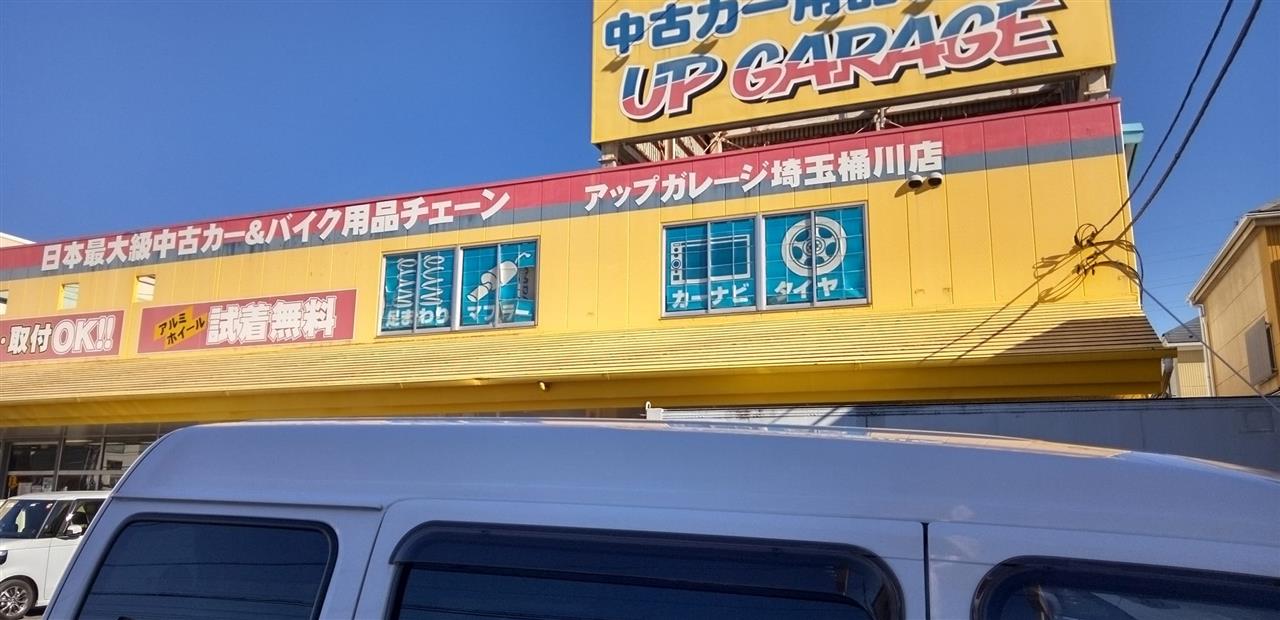 中古カー用品
UP GARAGE
アップガレージ埼玉桶川店
日本最大級中古カー&バイク用品チェーン
・取付OK!!
アルミ
ホイール
試着無料
だまわり
マフラー
カーナビ
タイヤ